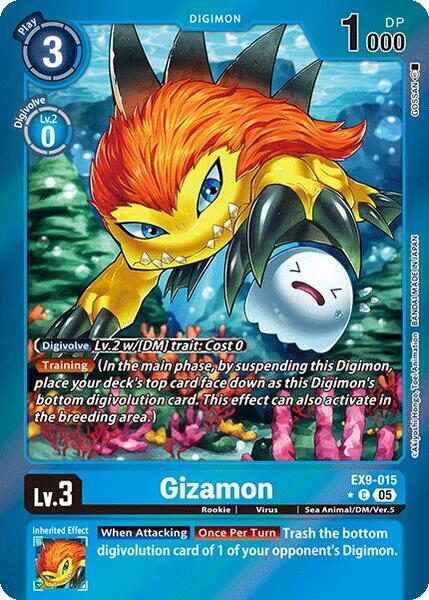 Play
3
DIGIMON
1000
DP
Digivolve
Lv.2
0
GOSSAN
©Akiyoshi Hongo, Toei Animation BANDAI MADE IN JAPAN
Digivolve Lv.2 w/[DM] trait: Cost 0
Training (In the main phase, by suspending this Digimon,
place your deck's top card face down as this Digimon's
bottom digivolution card. This effect can also activate in
the breeding area.)
Lv.3
Gizamon
EX9-015
C 05
Rookie | Virus | Sea Animal/DM/Ver.5
Inherited Effect
When Attacking Once Per Turn Trash the bottom
digivolution card of 1 of your opponent's Digimon.